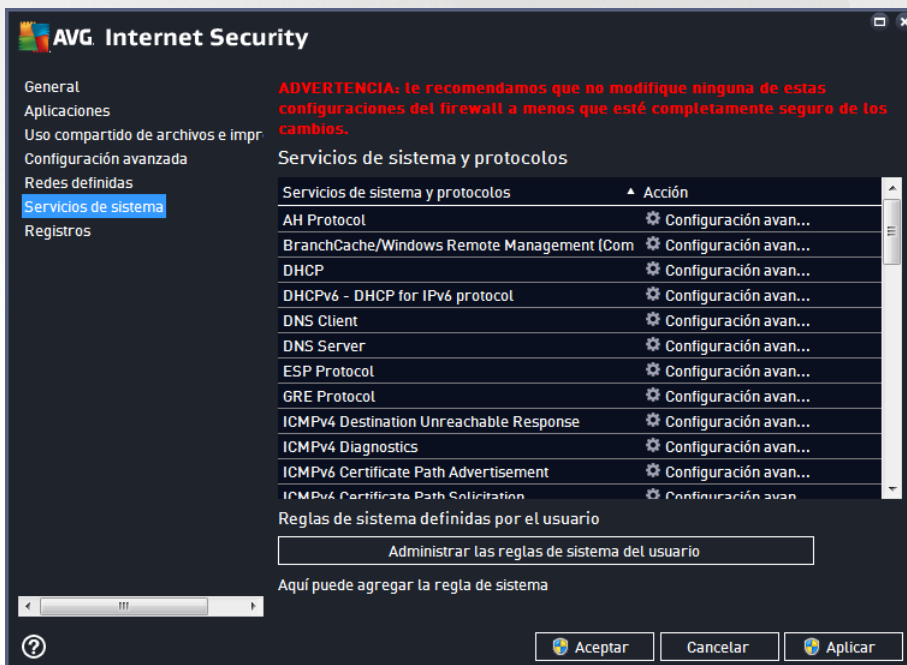 AVG Internet Security
General
Aplicaciones
Uso compartido de archivos e impr
Configuración avanzada
Redes definidas
Servicios de sistema
Registros
ADVERTENCIA: le recomendamos que no modifique ninguna de estas
configuraciones del firewall a menos que esté completamente seguro de los
cambios.
Servicios de sistema y protocolos
Servicios de sistema y protocolos Acción
AH Protocol Configuración avan...
BranchCache/Windows Remote Management (Com Configuración avan...
DHCP Configuración avan...
DHCPv6 - DHCP for IPv6 protocol Configuración avan...
DNS Client Configuración avan...
DNS Server Configuración avan...
ESP Protocol Configuración avan...
GRE Protocol Configuración avan...
ICMPv4 Destination Unreachable Response Configuración avan...
ICMPv4 Diagnostics Configuración avan...
ICMPv6 Certificate Path Advertisement Configuración avan...
ICMPv6 Certificate Path Solicitation Configuración avan...
Reglas de sistema definidas por el usuario
Administrar las reglas de sistema del usuario
Aquí puede agregar la regla de sistema
Aceptar Cancelar Aplicar